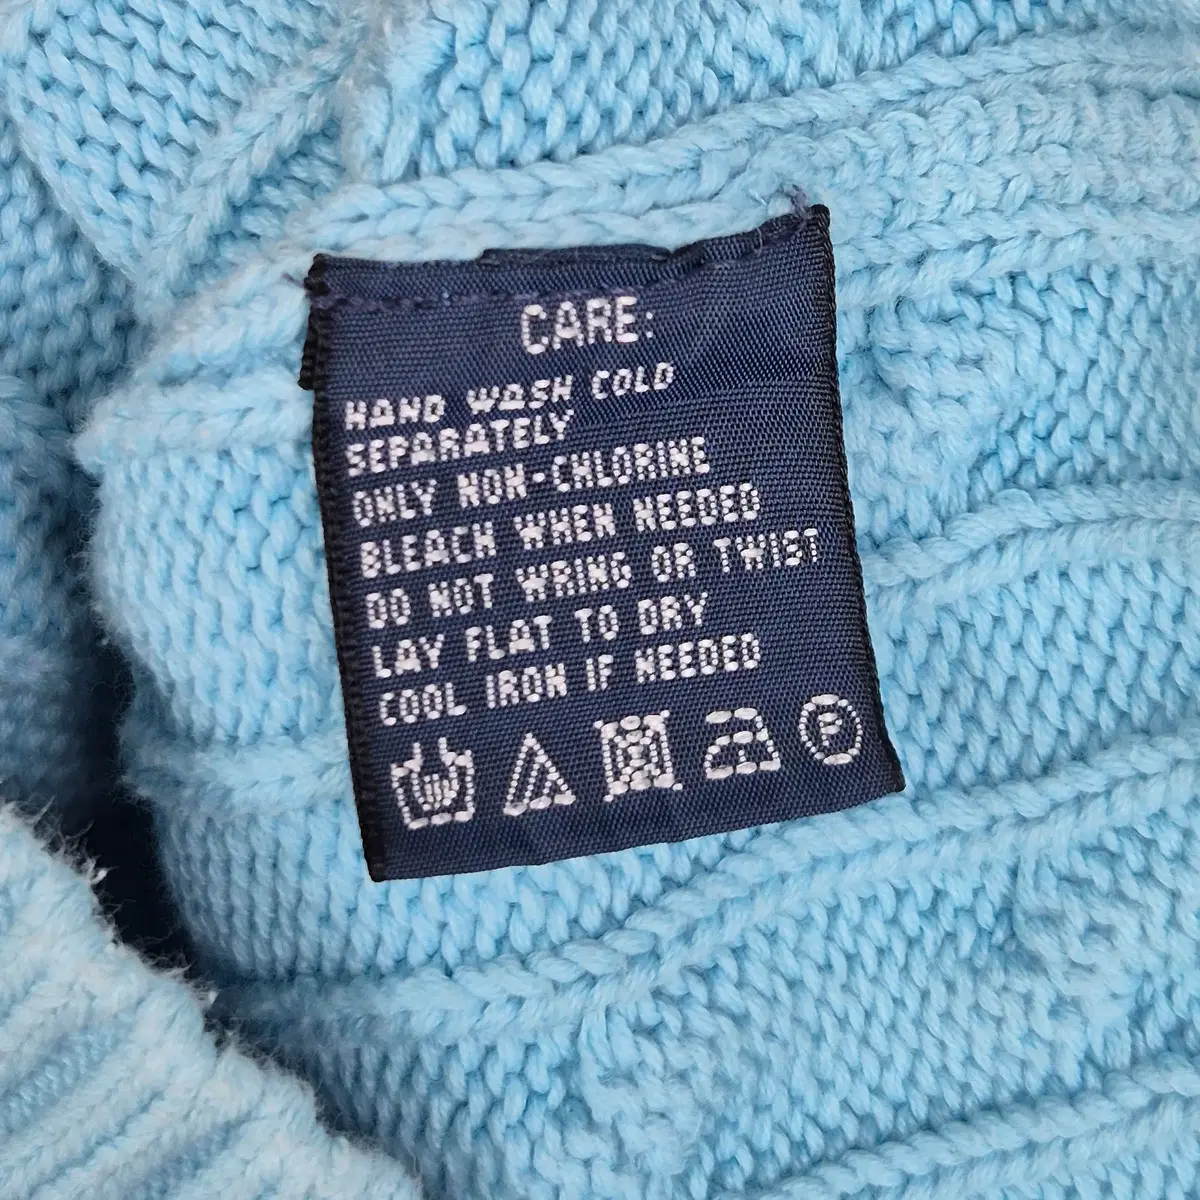 CARE:
HAND WASH COLD
SEPARATELY
ONLY NON-CHLORINE
BLEACH WHEN NEEDED
DO NOT WRING OR TWIST
LAY FLAT TO DRY
COOL IRON IF NEEDED
P